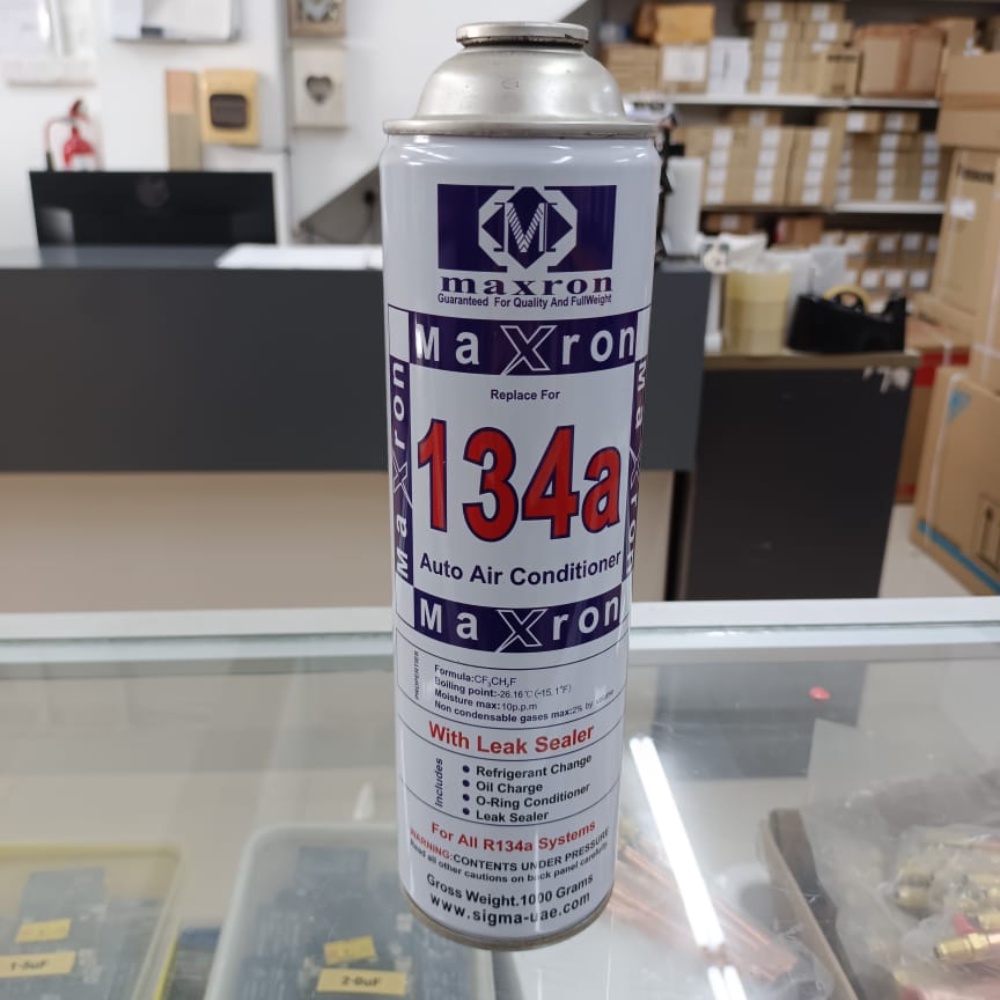 M
maxron
Guaranteed For Quality And FullWeight
MaXron
Replace For
134a
Auto Air Conditioner
MaXron
MaXron
PROPERTIES
Formula:CF₃CH₂F
Boiling point:-26.16℃(-15.1℉)
Moisture max:10p.p.m
Non condensable gases max:2% by
With Leak Sealer
Includes
• Refrigerant Change
• Oil Charge
• O-Ring Conditioner
• Leak Sealer
For All R134a Systems
WARNING:CONTENTS UNDER PRESSURE
Read all other cautions on back panel carefully
Gross Weight.1000 Grams
www.sigma-uae.com
1-5uF
2-0uF